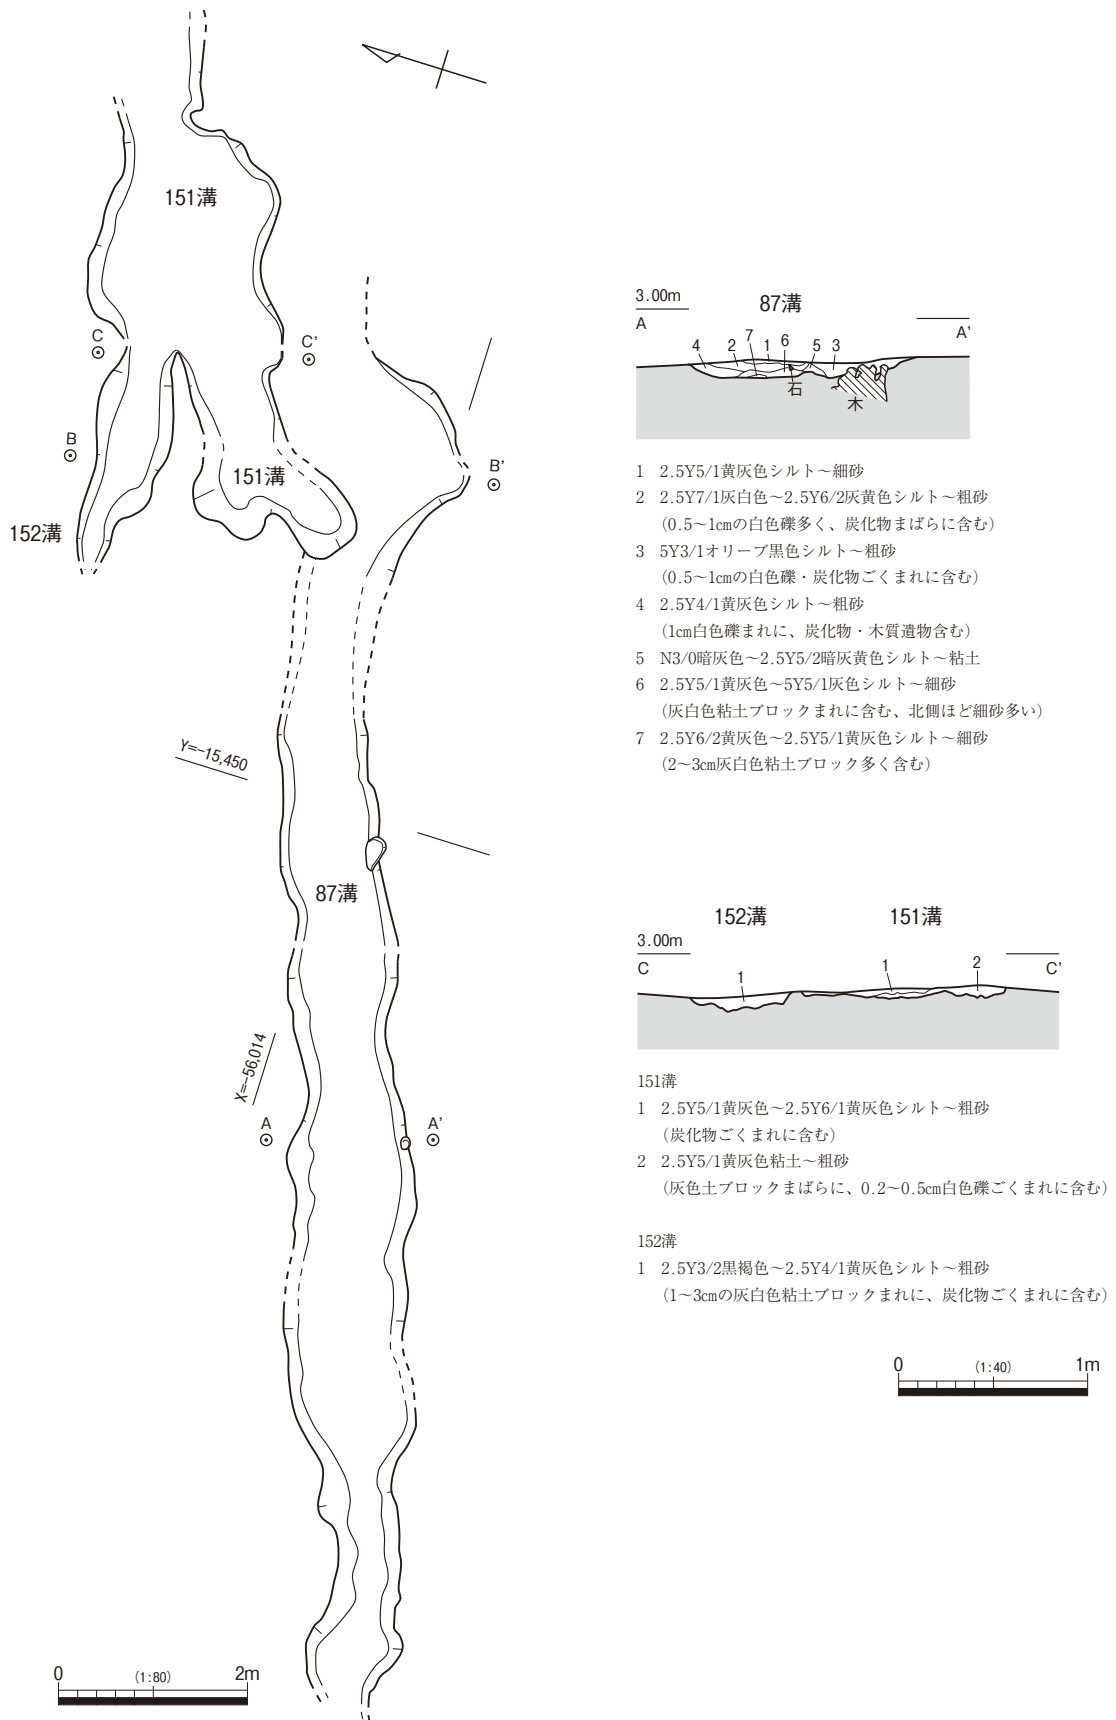 151溝
C
C'
B
B'
151溝
152溝
Y=-15,450
87溝
X=-56,014
A
A'
0
(1:80)
2m
3.00m
87溝
A
A'
4
2
7
1
6
5
3
石
木
1 2.5Y5/1黄灰色シルト～細砂
2 2.5Y7/1灰白色～2.5Y6/2灰黄色シルト～粗砂
（0.5～1cmの白色礫多く、炭化物まばらに含む）
3 5Y3/1オリーブ黒色シルト～粗砂
（0.5～1cmの白色礫・炭化物ごくまれに含む）
4 2.5Y4/1黄灰色シルト～粗砂
（1cm白色礫まれに、炭化物・木質遺物含む）
5 N3/0暗灰色～2.5Y5/2暗灰黄色シルト～粘土
6 2.5Y5/1黄灰色～5Y5/1灰色シルト～細砂
（灰白色粘土ブロックまれに含む、北側ほど細砂多い）
7 2.5Y6/2黄灰色～2.5Y5/1黄灰色シルト～細砂
（2～3cm灰白色粘土ブロック多く含む）
152溝
151溝
3.00m
C
C'
1
1
2
151溝
1 2.5Y5/1黄灰色～2.5Y6/1黄灰色シルト～粗砂
（炭化物ごくまれに含む）
2 2.5Y5/1黄灰色粘土～粗砂
（灰色土ブロックまばらに、0.2～0.5cm白色礫ごくまれに含む）
152溝
1 2.5Y3/2黒褐色～2.5Y4/1黄灰色シルト～粗砂
（1～3cmの灰白色粘土ブロックまれに、炭化物ごくまれに含む）
0
(1:40)
1m